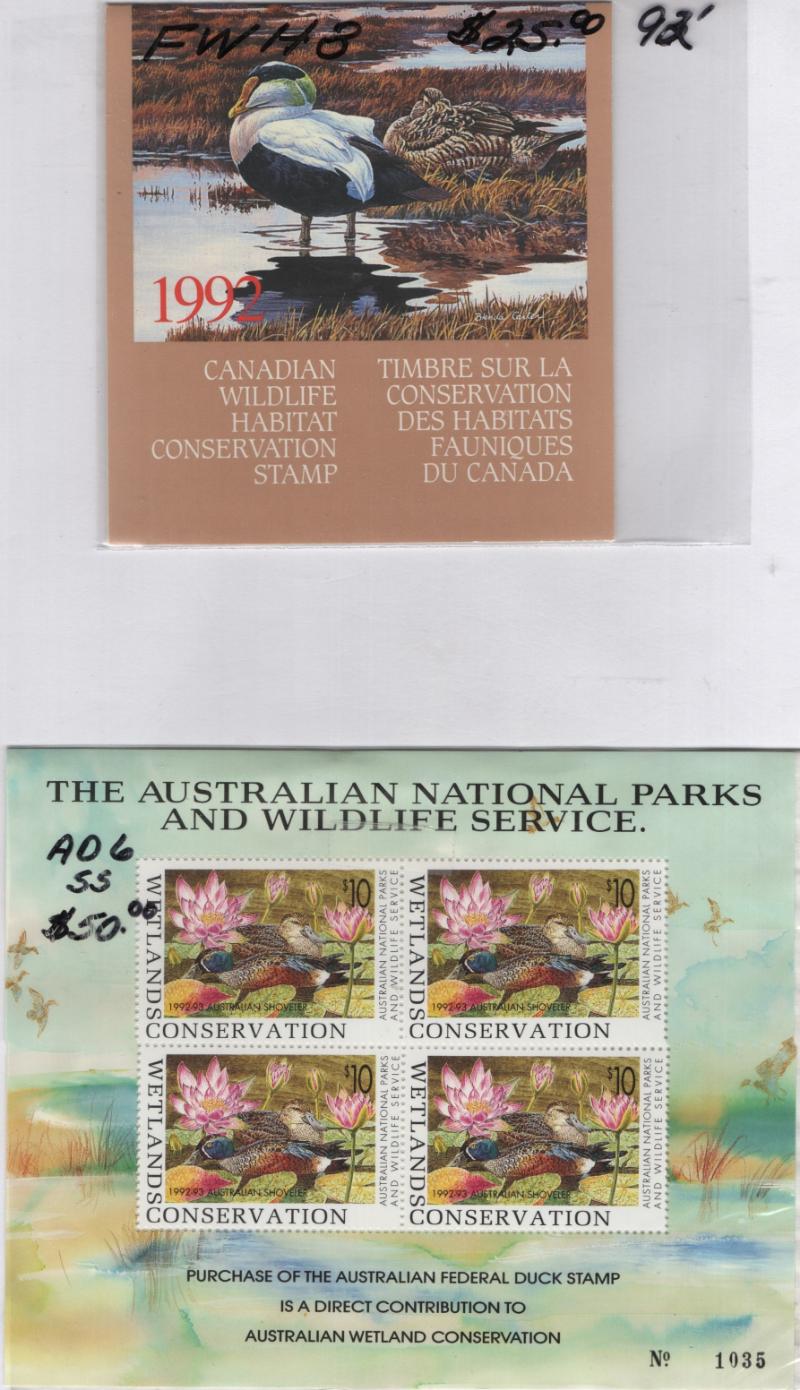 FWH8 $25.00 92'
1992
Brenda Carter
CANADIAN
WILDLIFE
HABITAT
CONSERVATION
STAMP
TIMBRE SUR LA
CONSERVATION
DES HABITATS
FAUNIQUES
DU CANADA
THE AUSTRALIAN NATIONAL PARKS
AND WILDLIFE SERVICE.
AD6
SS
$50.00
WETLANDS
CONSERVATION
$10
1992-93 AUSTRALIAN SHOVELER
AUSTRALIAN NATIONAL PARKS
AND WILDLIFE SERVICE
WETLANDS
CONSERVATION
$10
1992-93 AUSTRALIAN SHOVELER
AUSTRALIAN NATIONAL PARKS
AND WILDLIFE SERVICE
WETLANDS
CONSERVATION
$10
1992-93 AUSTRALIAN SHOVELER
AUSTRALIAN NATIONAL PARKS
AND WILDLIFE SERVICE
WETLANDS
CONSERVATION
$10
1992-93 AUSTRALIAN SHOVELER
AUSTRALIAN NATIONAL PARKS
AND WILDLIFE SERVICE
PURCHASE OF THE AUSTRALIAN FEDERAL DUCK STAMP
IS A DIRECT CONTRIBUTION TO
AUSTRALIAN WETLAND CONSERVATION
Nº 1035